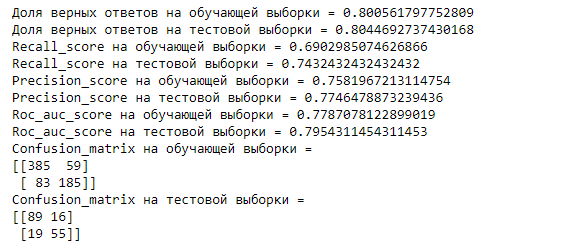 Доля верных ответов на обучающей выборки = 0.800561797752809
Доля верных ответов на тестовой выборки = 0.8044692737430168
Recall_score на обучающей выборки = 0.6902985074626866
Recall_score на тестовой выборки = 0.7432432432432432
Precision_score на обучающей выборки = 0.7581967213114754
Precision_score на тестовой выборки = 0.7746478873239436
Roc_auc_score на обучающей выборки = 0.7787078122899019
Roc_auc_score на тестовой выборки = 0.7954311454311453
Confusion_matrix на обучающей выборки =
[[385  59]
 [ 83 185]]
Confusion_matrix на тестовой выборки =
[[89 16]
 [19 55]]